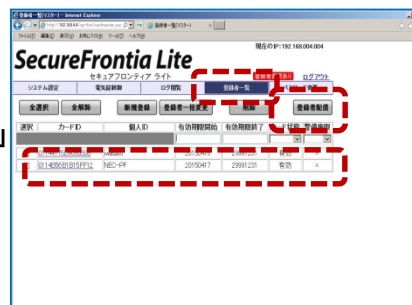 登録者一覧(マスター) - Internet Explorer
現在のIP: 192.168.004.004
SecureFrontia Lite
セキュアフロンティア ライト
ログアウト
システム設定 電気錠制御 ログ閲覧 登録者一覧
全選択 全解除 新規登録 登録者一括変更 削除 登録者配信
選択 カードID 個人ID 有効期限開始 有効期限終了
20150410 29991231 有効 ×
0114B56B1B15FF12 NEC-PF 20150417 29991231 有効 ×
」